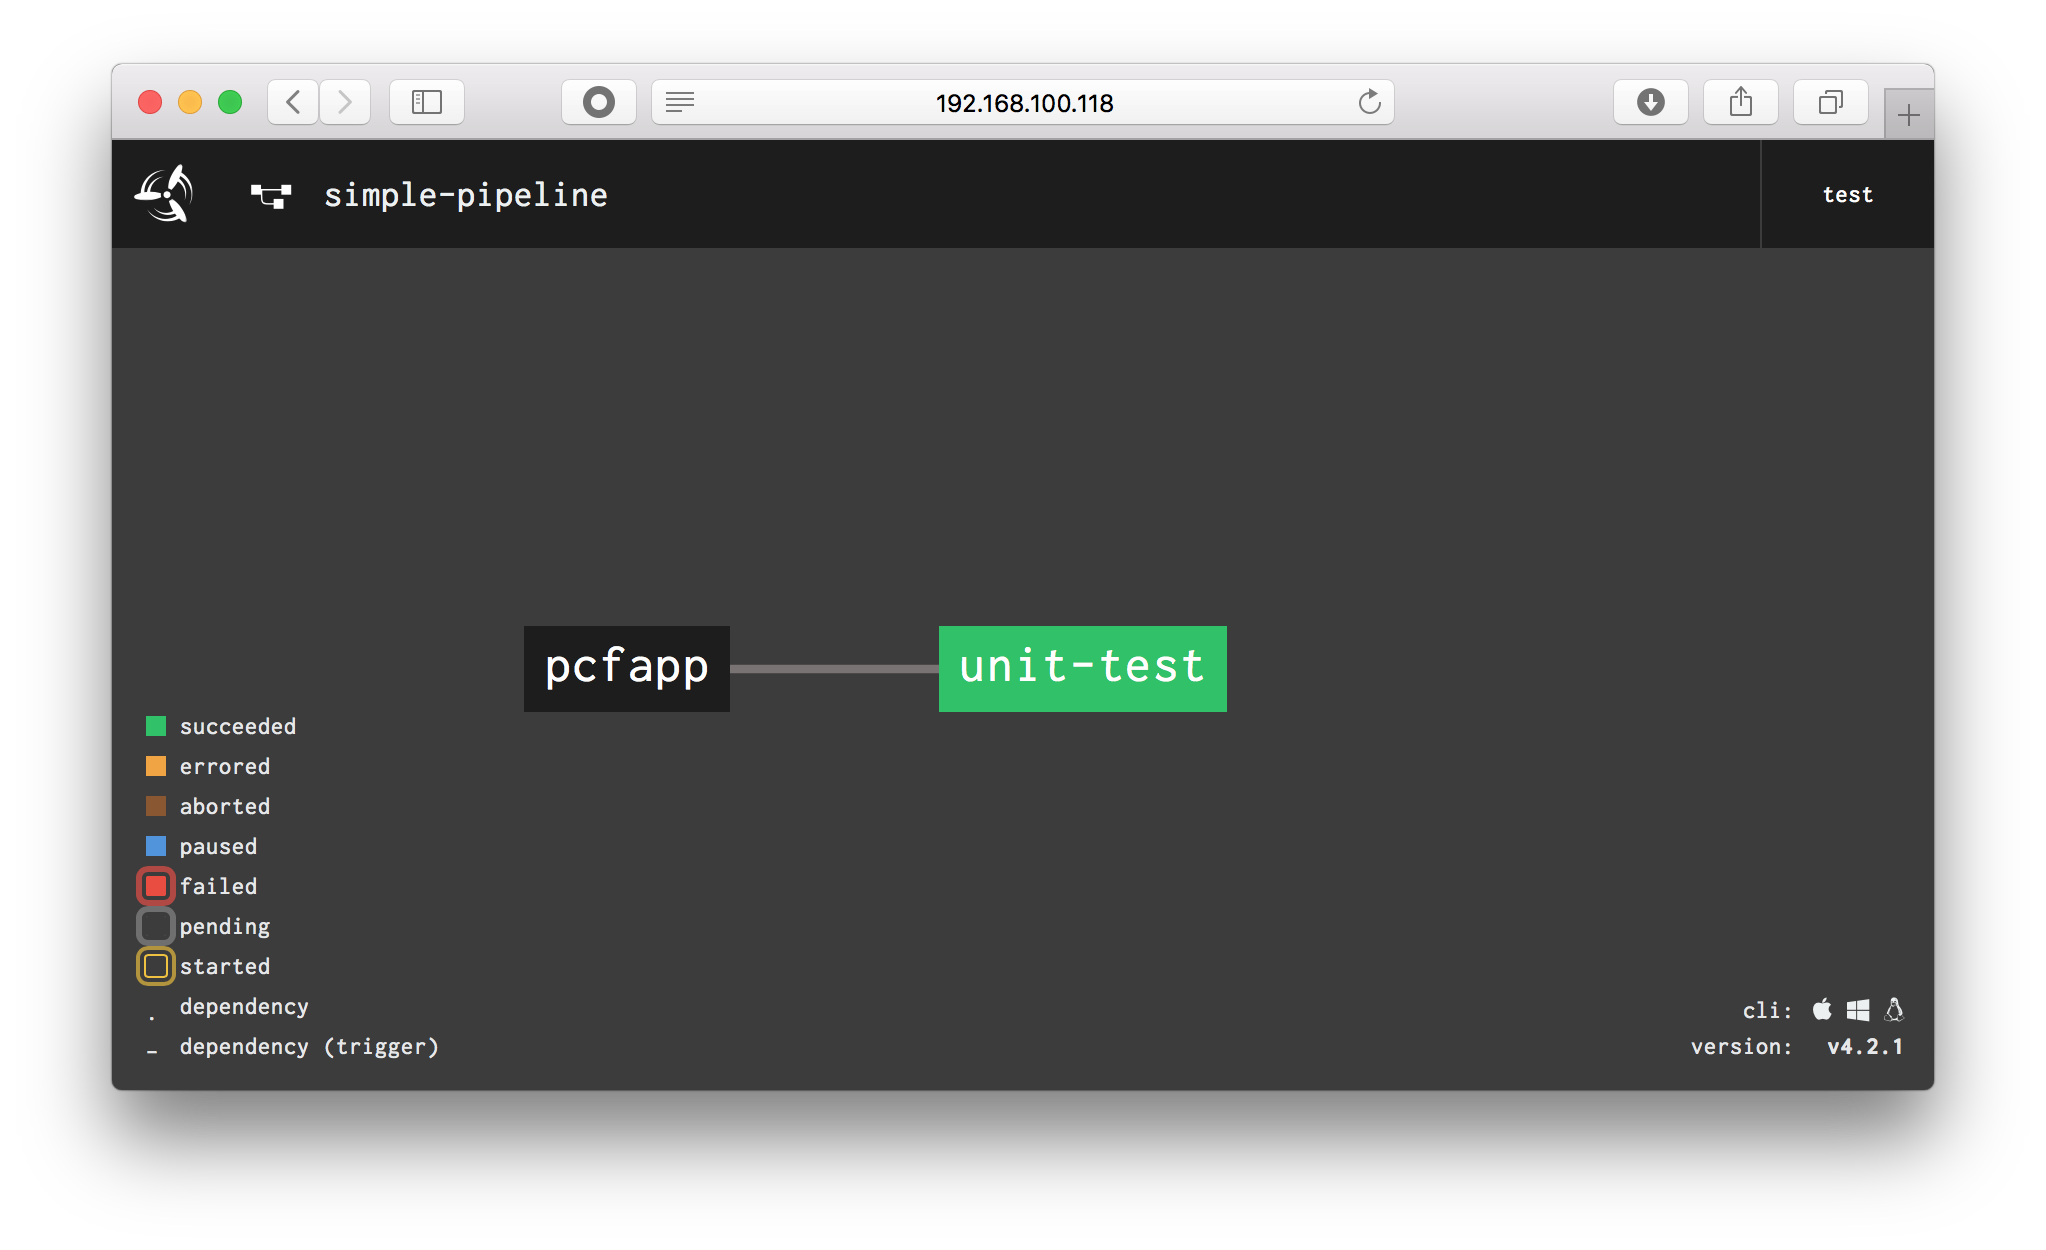 192.168.100.118
simple-pipeline
test
pcfapp
unit-test
succeeded
errored
aborted
paused
failed
pending
started
. dependency
- dependency (trigger)
cli:
version: v4.2.1